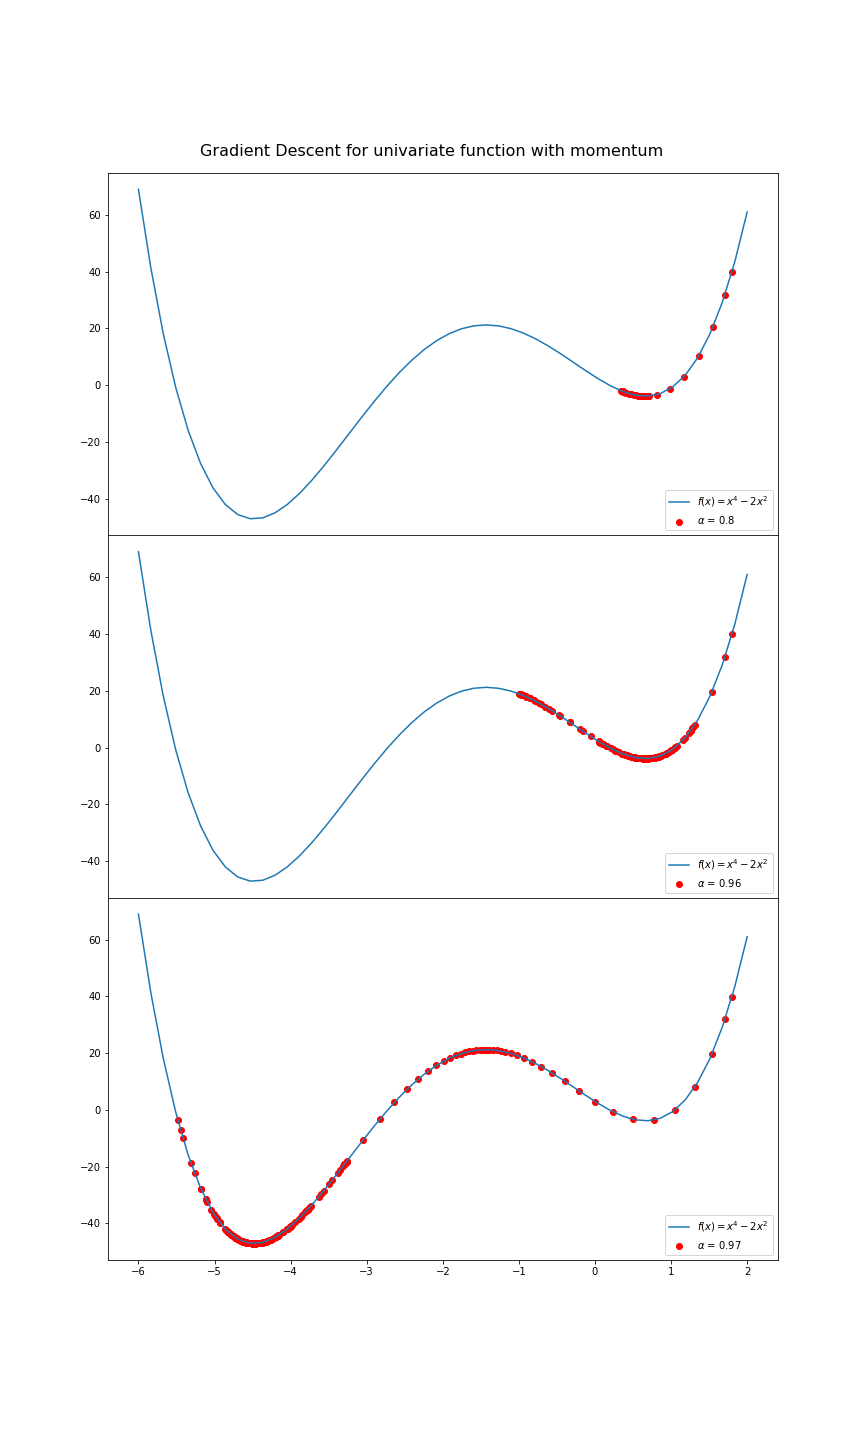 Gradient Descent for univariate function with momentum
60
40
20
0
−20
−40
f(x) = x⁴ − 2x²
α = 0.8
60
40
20
0
−20
−40
f(x) = x⁴ − 2x²
α = 0.96
60
40
20
0
−20
−40
f(x) = x⁴ − 2x²
α = 0.97
−6 −5 −4 −3 −2 −1 0 1 2